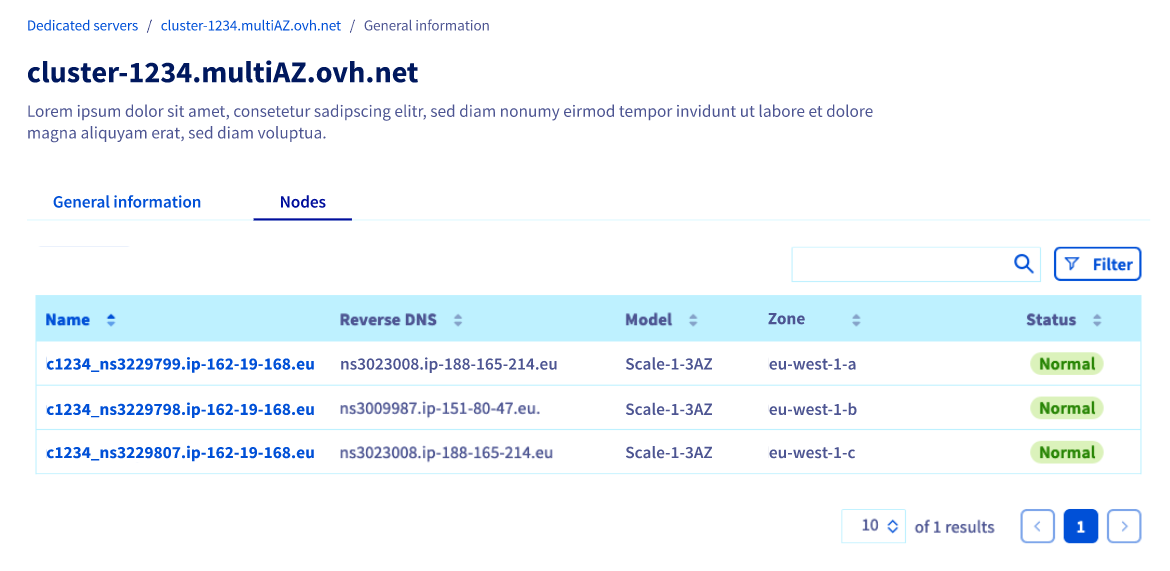 Dedicated servers / cluster-1234.multiAZ.ovh.net / General information
cluster-1234.multiAZ.ovh.net
Lorem ipsum dolor sit amet, consetetur sadipscing elitr, sed diam nonumy eirmod tempor invidunt ut labore et dolore
magna aliquyam erat, sed diam voluptua.
General information Nodes
Filter
Name Reverse DNS Model Zone Status
c1234_ns3229799.ip-162-19-168.eu ns3023008.ip-188-165-214.eu Scale-1-3AZ eu-west-1-a Normal
c1234_ns3229798.ip-162-19-168.eu ns3009987.ip-151-80-47.eu. Scale-1-3AZ eu-west-1-b Normal
c1234_ns3229807.ip-162-19-168.eu ns3023008.ip-188-165-214.eu Scale-1-3AZ eu-west-1-c Normal
10 of 1 results < 1 >